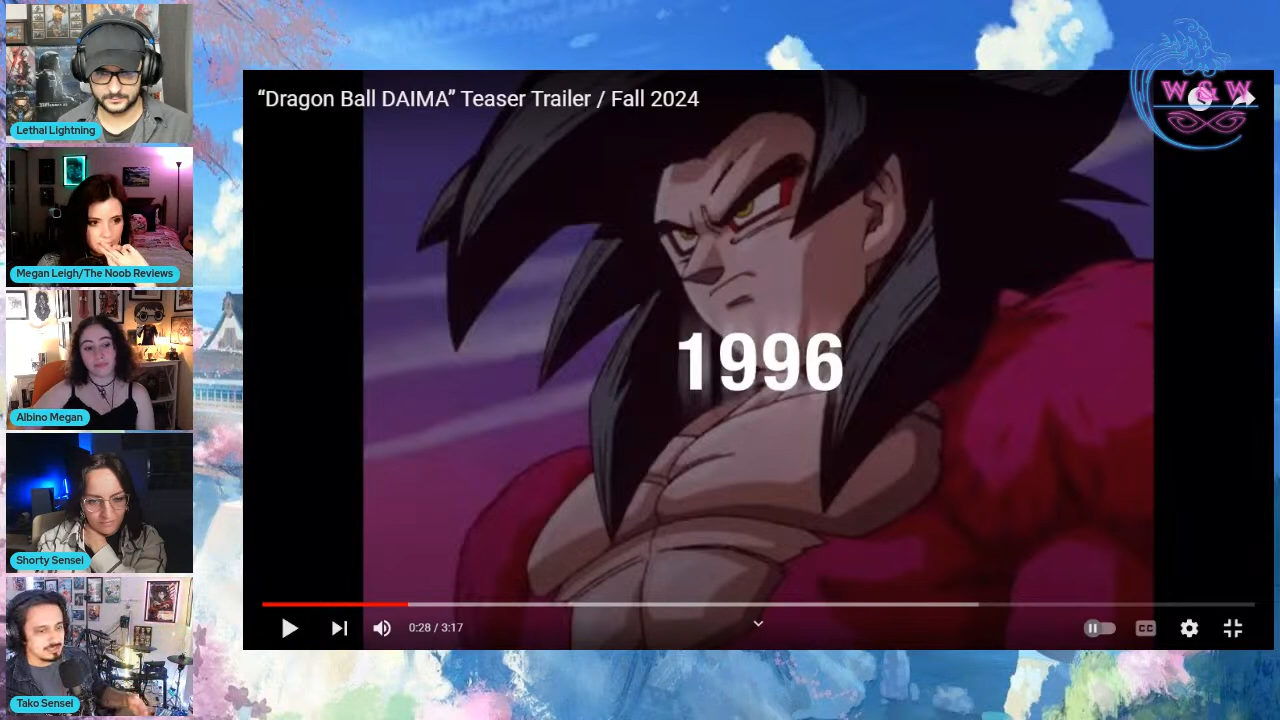 Lethal Lightning
Megan Leigh/The Noob Reviews
Albino Megan
Shorty Sensei
Tako Sensei
“Dragon Ball DAIMA” Teaser Trailer / Fall 2024
W&W
1996
0:28 / 3:17
CC